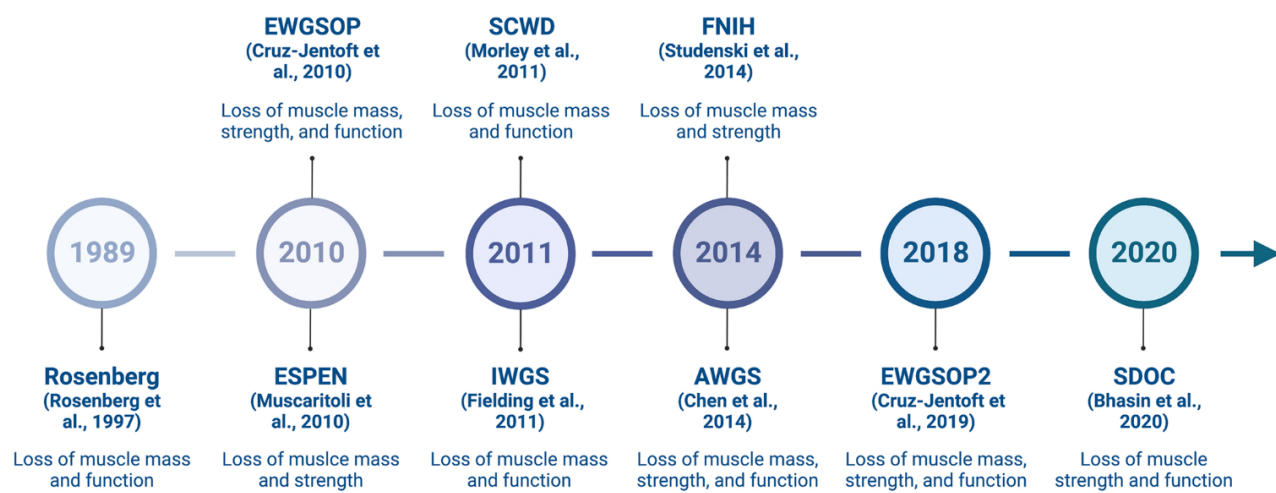 EWGSOP
(Cruz-Jentoft et
al., 2010)
Loss of muscle mass,
strength, and function
SCWD
(Morley et al.,
2011)
Loss of muscle mass
and function
FNIH
(Studenski et al.,
2014)
Loss of muscle mass
and strength
1989
2010
2011
2014
2018
2020
Rosenberg
(Rosenberg et
al., 1997)
Loss of muscle mass
and function
ESPEN
(Muscaritoli et al.,
2010)
Loss of muslce mass
and strength
IWGS
(Fielding et al.,
2011)
Loss of muscle mass
and function
AWGS
(Chen et al.,
2014)
Loss of muscle mass,
strength, and function
EWGSOP2
(Cruz-Jentoft et
al., 2019)
Loss of muscle mass,
strength, and function
SDOC
(Bhasin et al.,
2020)
Loss of muscle
strength and function